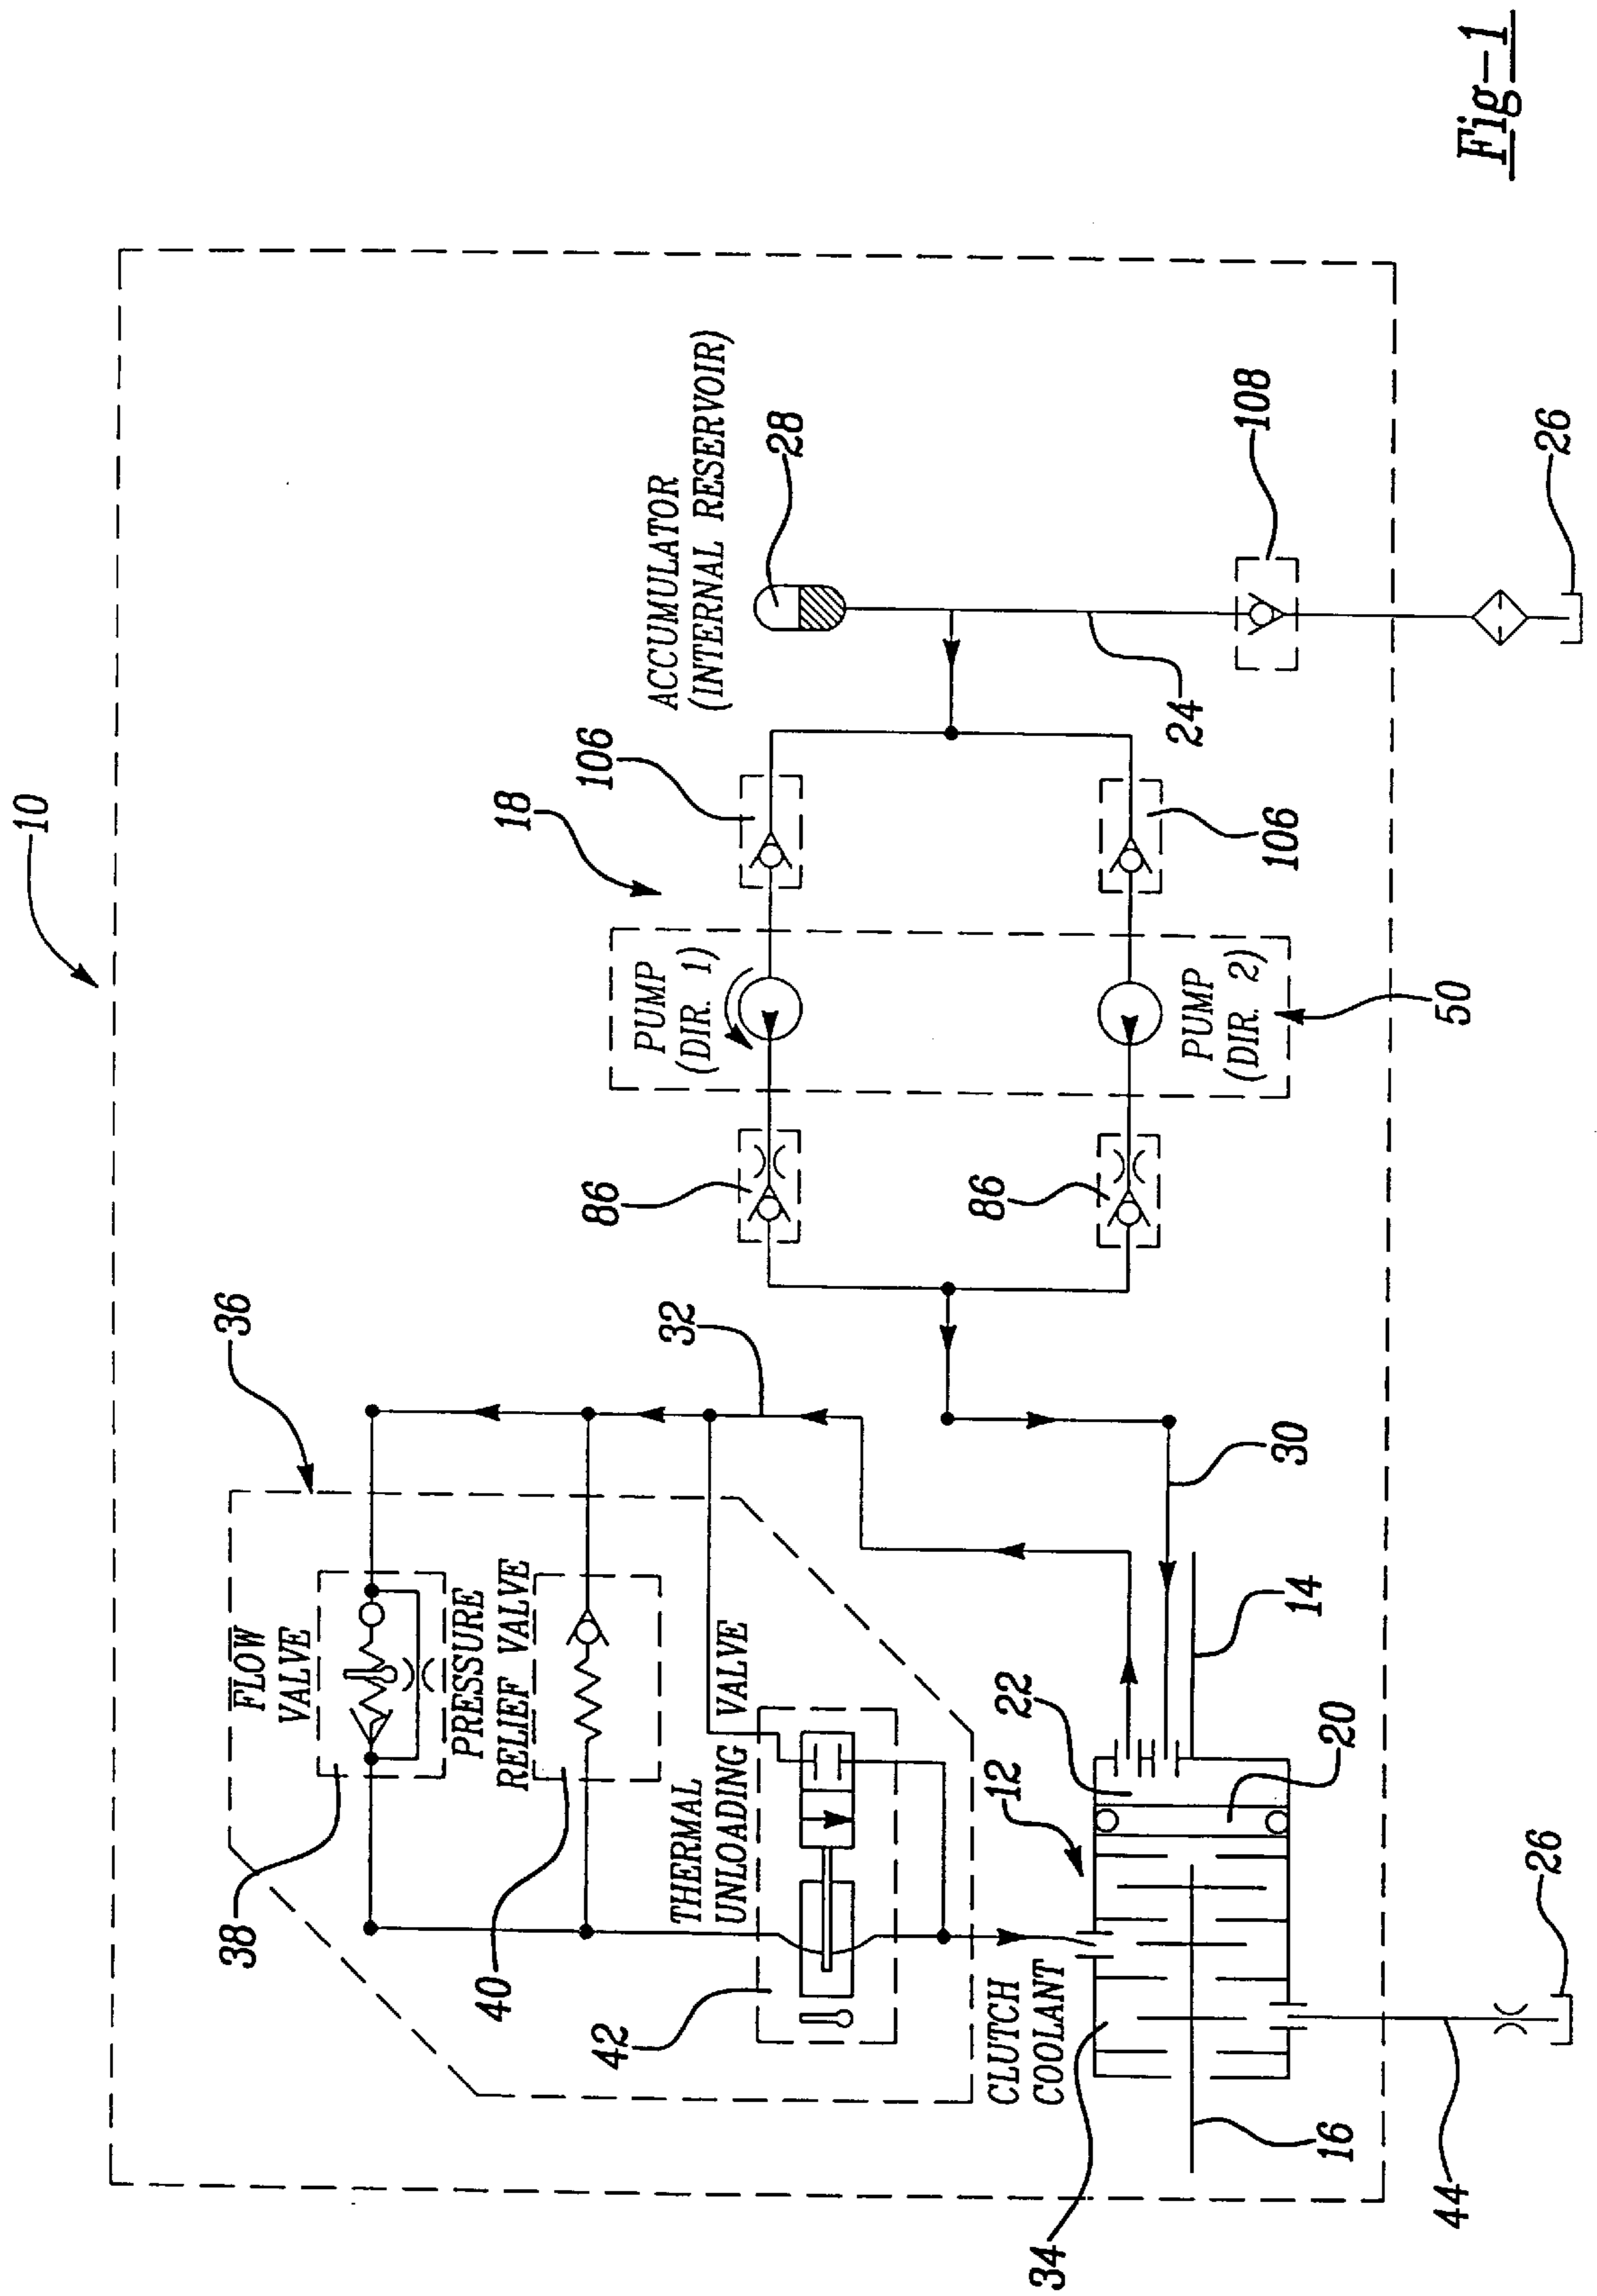 10
36
FLOW
VALVE
38
PRESSURE
RELIEF VALVE
40
THERMAL
UNLOADING VALVE
42
32
18
PUMP
(DIR. 1)
86
106
ACCUMULATOR
(INTERNAL RESERVOIR)
28
PUMP
(DIR. 2)
50
86
106
24
108
26
CLUTCH
COOLANT
12
22
20
30
14
34
16
44
26
Fig-1